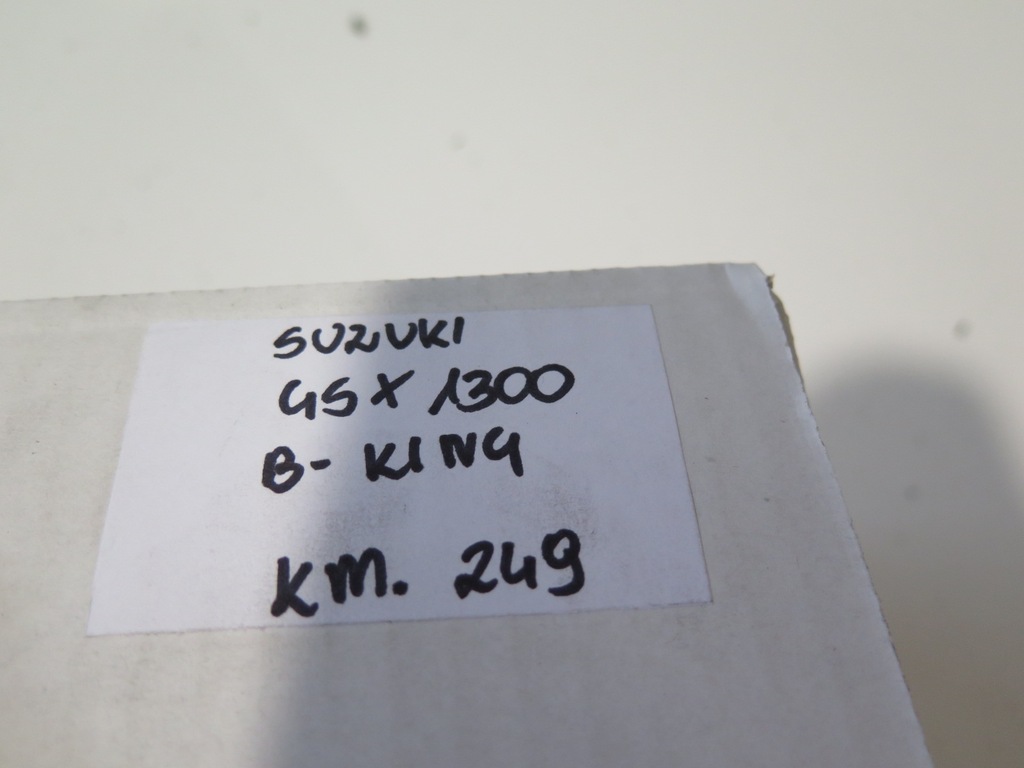 SUZUKI
GSX 1300
B-KING
KM. 249